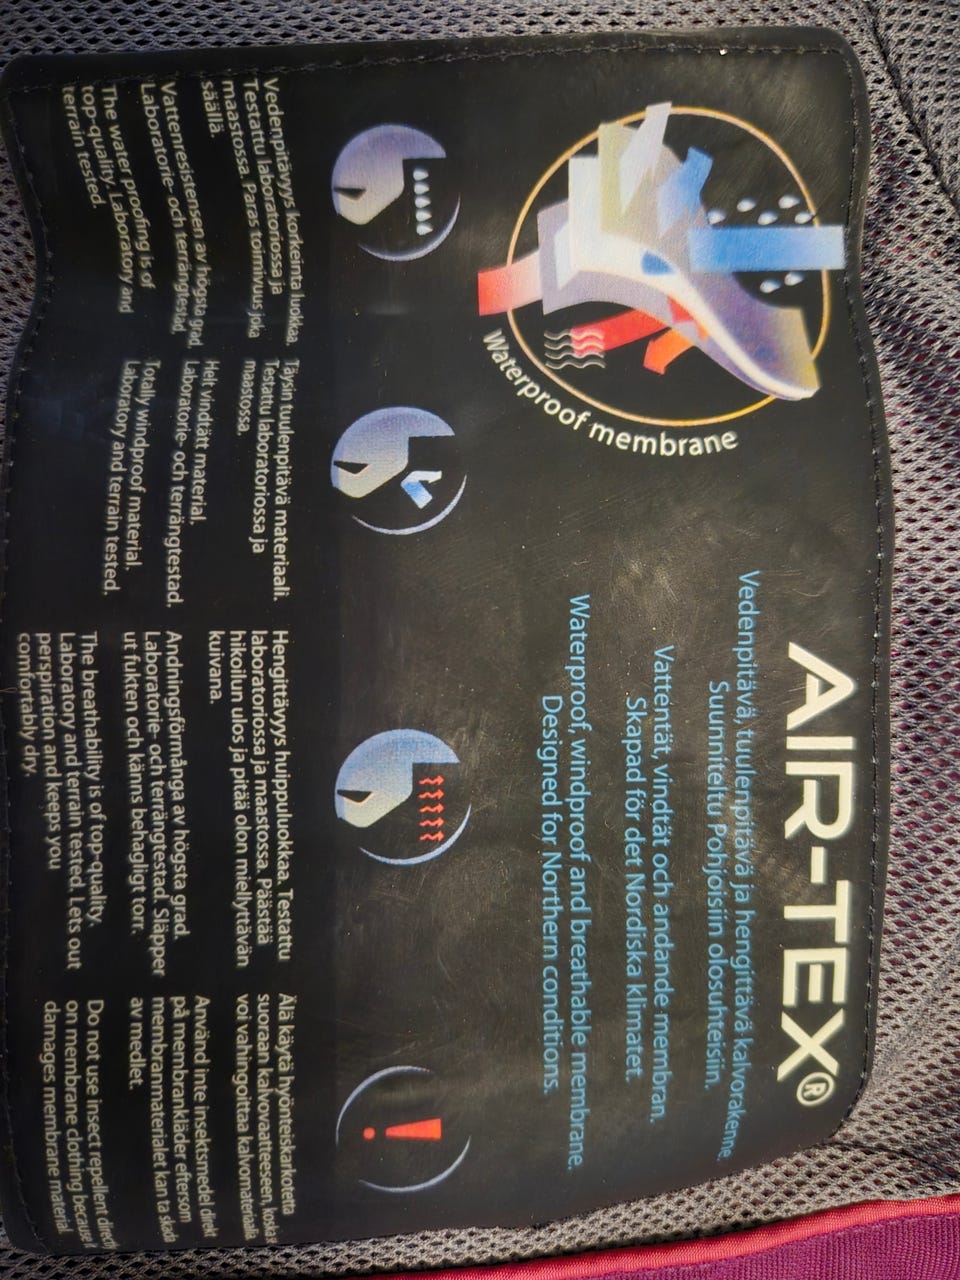 AIR-TEX®
Vedenpitävä, tuulenpitävä ja hengittävä kalvorakenne.
Suunniteltu Pohjoisiin olosuhteisiin.
Vattentät, vindtät och andande membran.
Skapad för det Nordiska klimatet.
Waterproof, windproof and breathable membrane.
Designed for Northern conditions.
Waterproof membrane
Vedenpitävyys korkeinta luokkaa.
Testattu laboratoriossa ja
maastossa. Paras toimivuus joka
säällä.
Vattenresistensen av högsta grad
Laboratorie- och terrängtestad
The water proofing is of
top-quality. Laboratory and
terrain tested.
Täysin tuulenpitävä materiaali.
Testattu laboratoriossa ja
maastossa.
Helt vindtätt material.
Laboratorie- och terrängtestad.
Totally windproof material.
Laboratory and terrain tested.
Hengittävyys huippuluokkaa. Testattu
laboratoriossa ja maastossa. Päästää
hikoilun ulos ja pitää olon miellyttävän
kuivana.
Andningsförmånga av högsta grad.
Laboratorie- och terrängtestad. Släpper
ut fukten och känns behagligt torr.
The breathability is of top-quality.
Laboratory and terrain tested. Lets out
perspiration and keeps you
comfortably dry.
Älä käytä hyönteiskarkotetta
suoraan kalvovaatteeseen, koska
voi vahingoittaa kalvomateriaalia
Använd inte insektsmedel direkt
på membrankläder eftersom
membranmaterialet kan ta skada
av medlet.
Do not use insect repellent directly
on membrane clothing because it
damages membrane material.